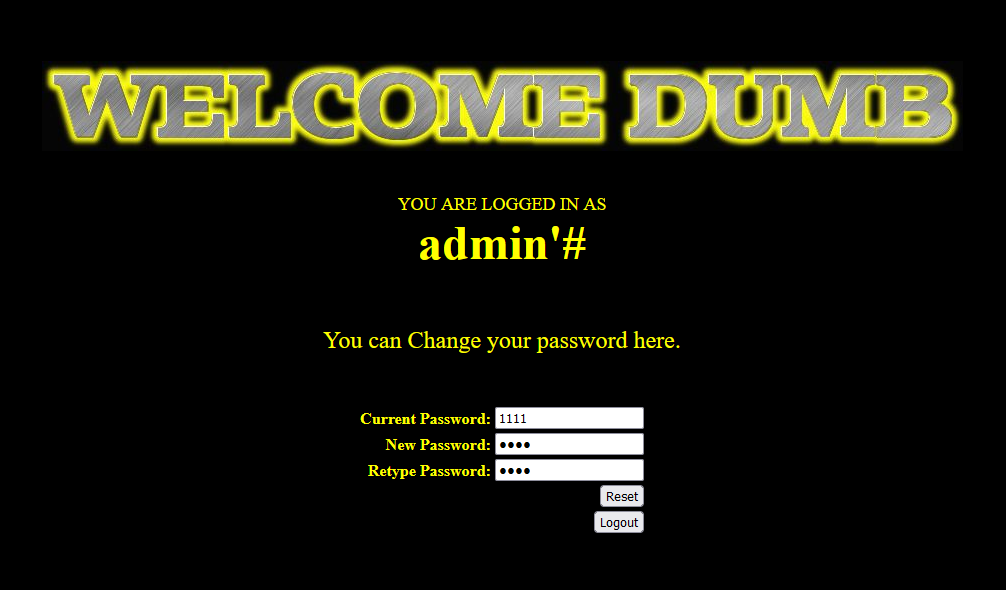 WELCOME DUMB
YOU ARE LOGGED IN AS
admin'#
You can Change your password here.
Current Password: 1111
New Password: ••••
Retype Password: ••••
Reset
Logout